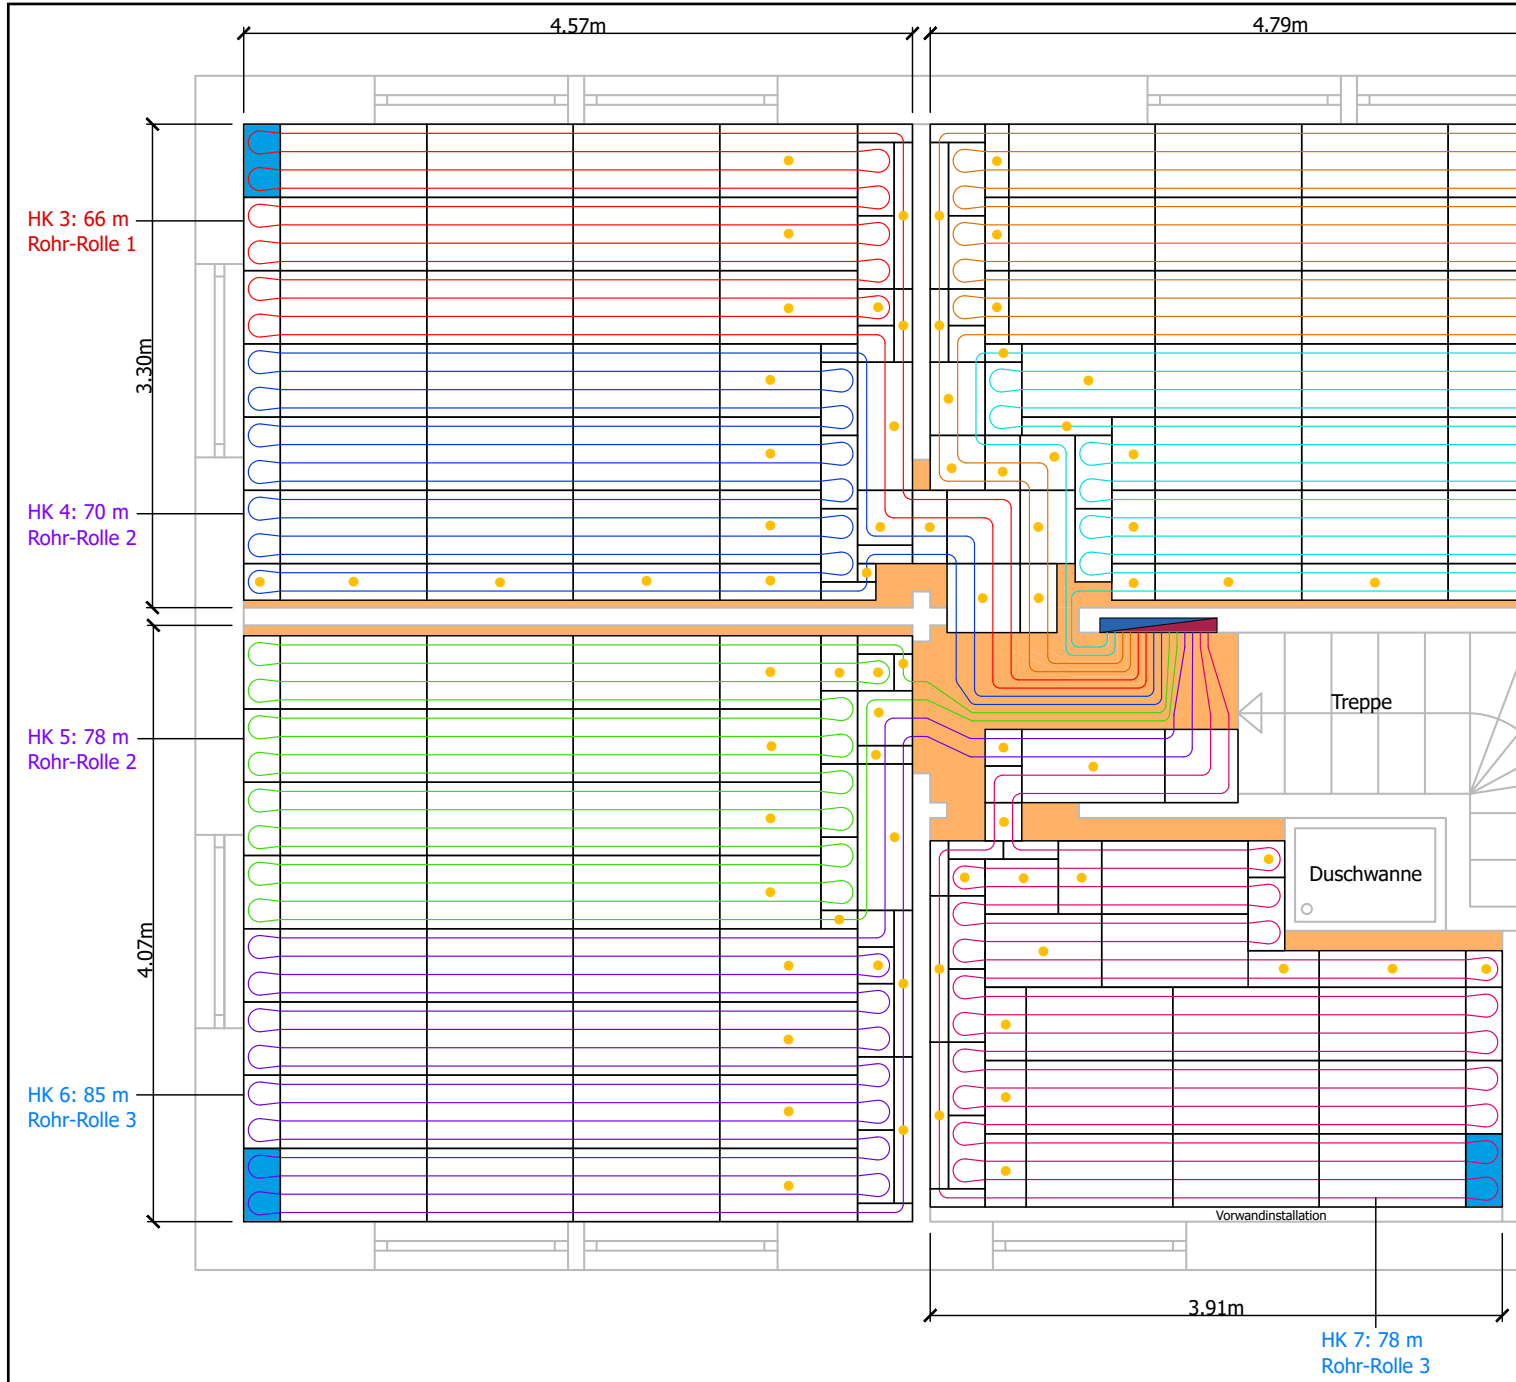 4.57m
4.79m
HK 3: 66 m
Rohr-Rolle 1
3.30m
HK 4: 70 m
Rohr-Rolle 2
Treppe
HK 5: 78 m
Rohr-Rolle 2
Duschwanne
4.07m
HK 6: 85 m
Rohr-Rolle 3
Vorwandinstallation
3.91m
HK 7: 78 m
Rohr-Rolle 3